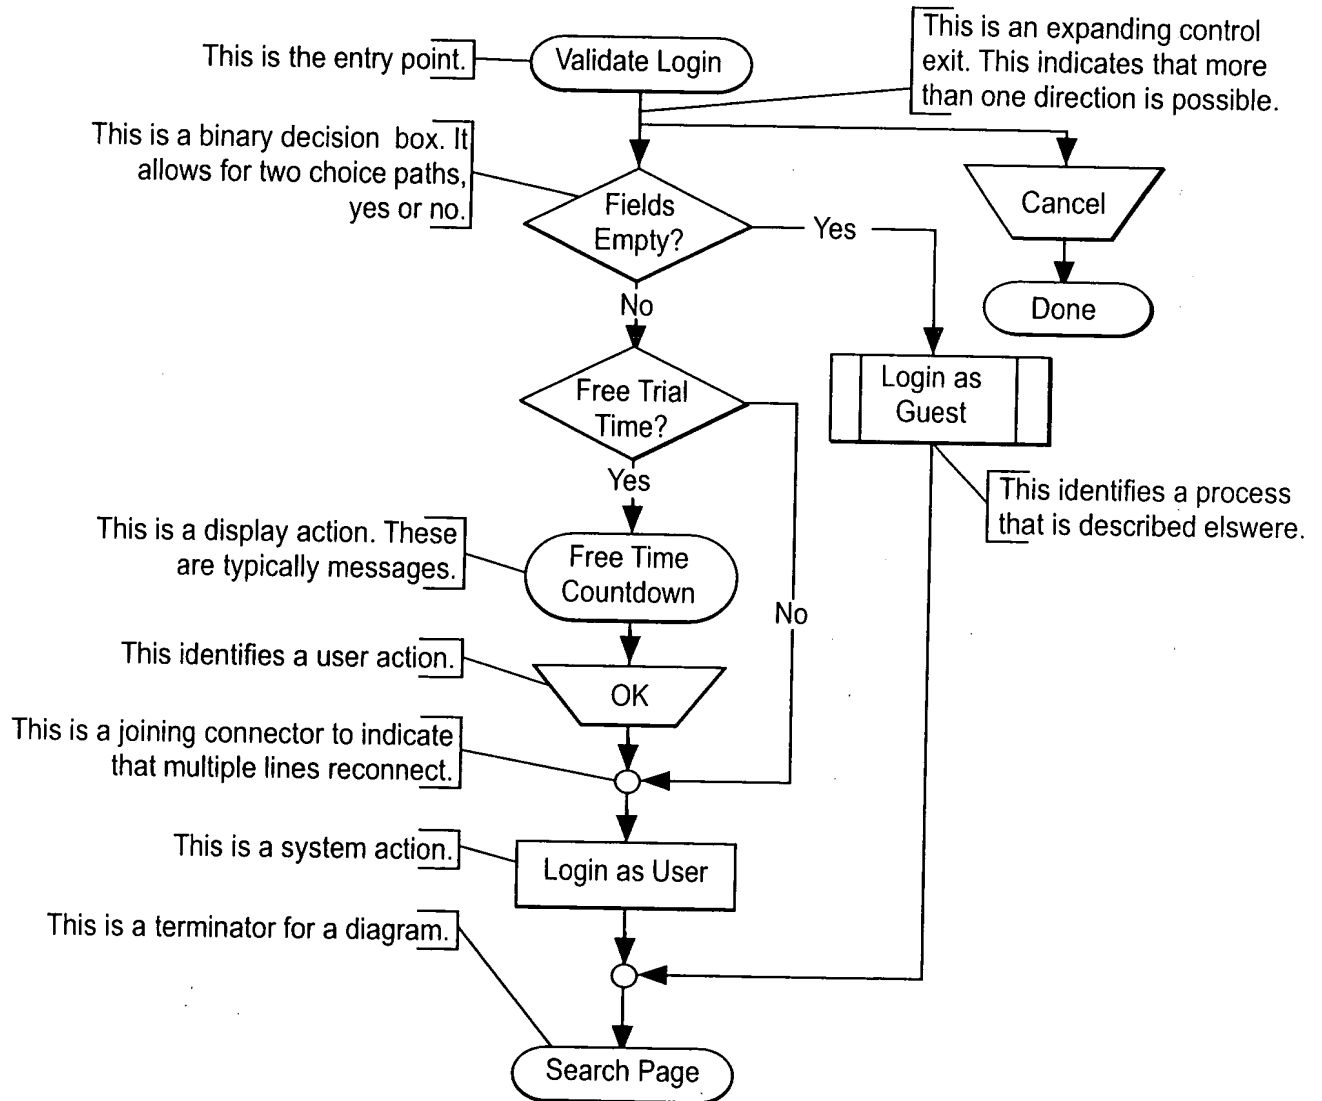 This is the entry point.
Validate Login
This is an expanding control
exit. This indicates that more
than one direction is possible.
This is a binary decision box. It
allows for two choice paths,
yes or no.
Fields
Empty?
Yes
Cancel
Done
No
Free Trial
Time?
Login as
Guest
Yes
This identifies a process
that is described elswere.
This is a display action. These
are typically messages.
Free Time
Countdown
No
This identifies a user action.
OK
This is a joining connector to indicate
that multiple lines reconnect.
This is a system action.
Login as User
This is a terminator for a diagram.
Search Page